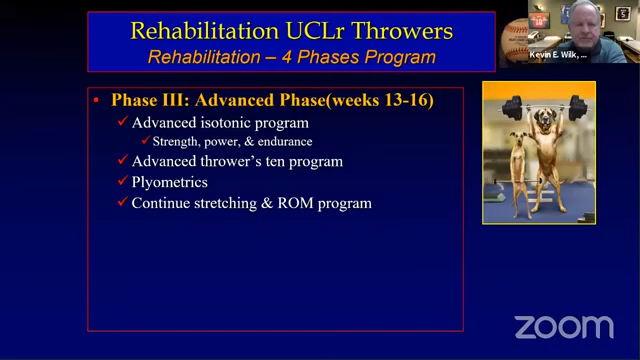 Rehabilitation UCLr Throwers
Rehabilitation – 4 Phases Program
Kevin E. Wilk, ...
• Phase III: Advanced Phase(weeks 13-16)
✓ Advanced isotonic program
✓ Strength, power, & endurance
✓ Advanced thrower's ten program
✓ Plyometrics
✓ Continue stretching & ROM program
zoom